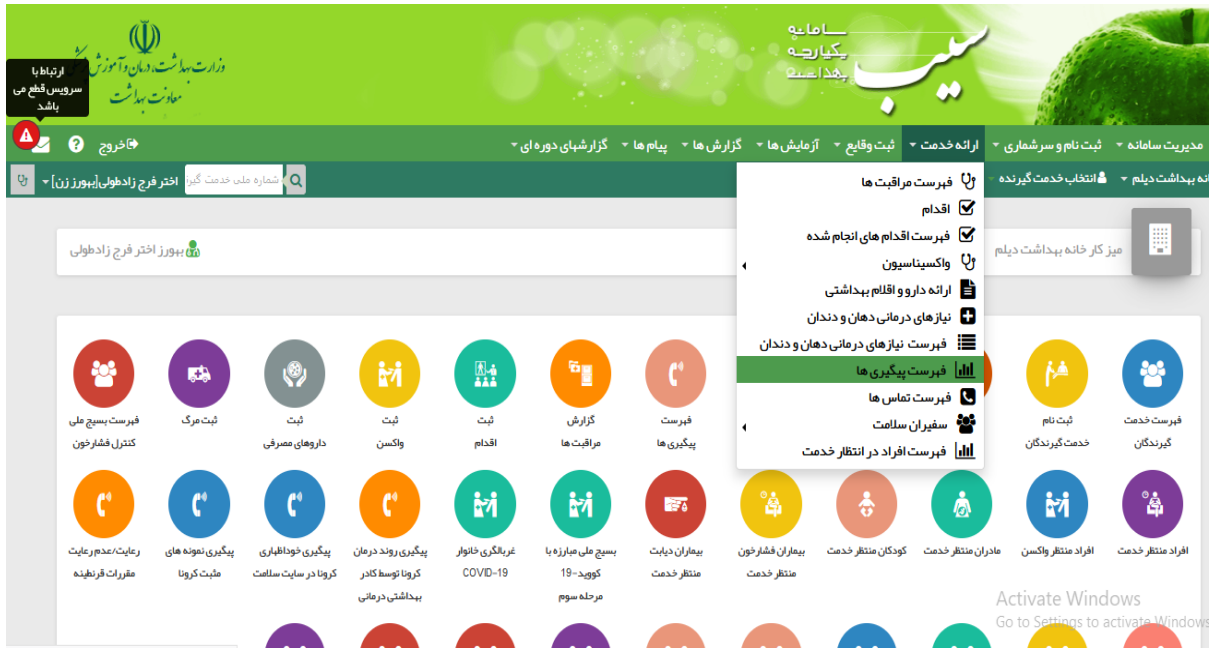 سامانه
یکپارچه
بهداشت
سیب
وزارت بهداشت، درمان و آموزش پزشکی
معاونت بهداشت
ارتباط با
سرویس قطع می
باشد
مدیریت سامانه
ثبت نام و سرشماری
ارائه خدمت
ثبت وقایع
آزمایش ها
گزارش ها
پیام ها
گزارشهای دوره ای
خروج
انه بهداشت دیلم
انتخاب خدمت گیرنده
شماره ملی خدمت گیر
اختر فرج زادطولی[بهورز زن]
فهرست مراقبت ها
اقدام
فهرست اقدام های انجام شده
واکسیناسیون
ارائه دارو و اقلام بهداشتی
نیازهای درمانی دهان و دندان
فهرست نیازهای درمانی دهان و دندان
فهرست پیگیری ها
فهرست تماس ها
سفیران سلامت
فهرست افراد در انتظار خدمت
میز کار خانه بهداشت دیلم
بهورز اختر فرج زادطولی
فهرست خدمت
گیرندگان
ثبت نام
خدمت گیرندگان
فهرست
پیگیری ها
گزارش
مراقبت ها
ثبت
اقدام
ثبت
واکسن
ثبت
داروهای مصرفی
ثبت مرگ
فهرست بسیج ملی
کنترل فشارخون
افراد منتظر خدمت
افراد منتظر واکسن
مادران منتظر خدمت
کودکان منتظر خدمت
بیماران فشارخون
منتظر خدمت
بیماران دیابت
منتظر خدمت
بسیج ملی مبارزه با
کووید-19
مرحله سوم
غربالگری خانوار
COVID-19
پیگیری روند درمان
کرونا توسط کادر
بهداشتی درمانی
پیگیری خوداظهاری
کرونا در سایت سلامت
پیگیری نمونه های
مثبت کرونا
رعایت/عدم رعایت
مقررات قرنطینه
Activate Windows
Go to Settings to activate Windows